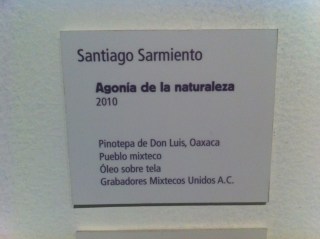 Santiago Sarmiento
Agonía de la naturaleza
2010
Pinotepa de Don Luis, Oaxaca
Pueblo mixteco
Óleo sobre tela
Grabadores Mixtecos Unidos A.C.